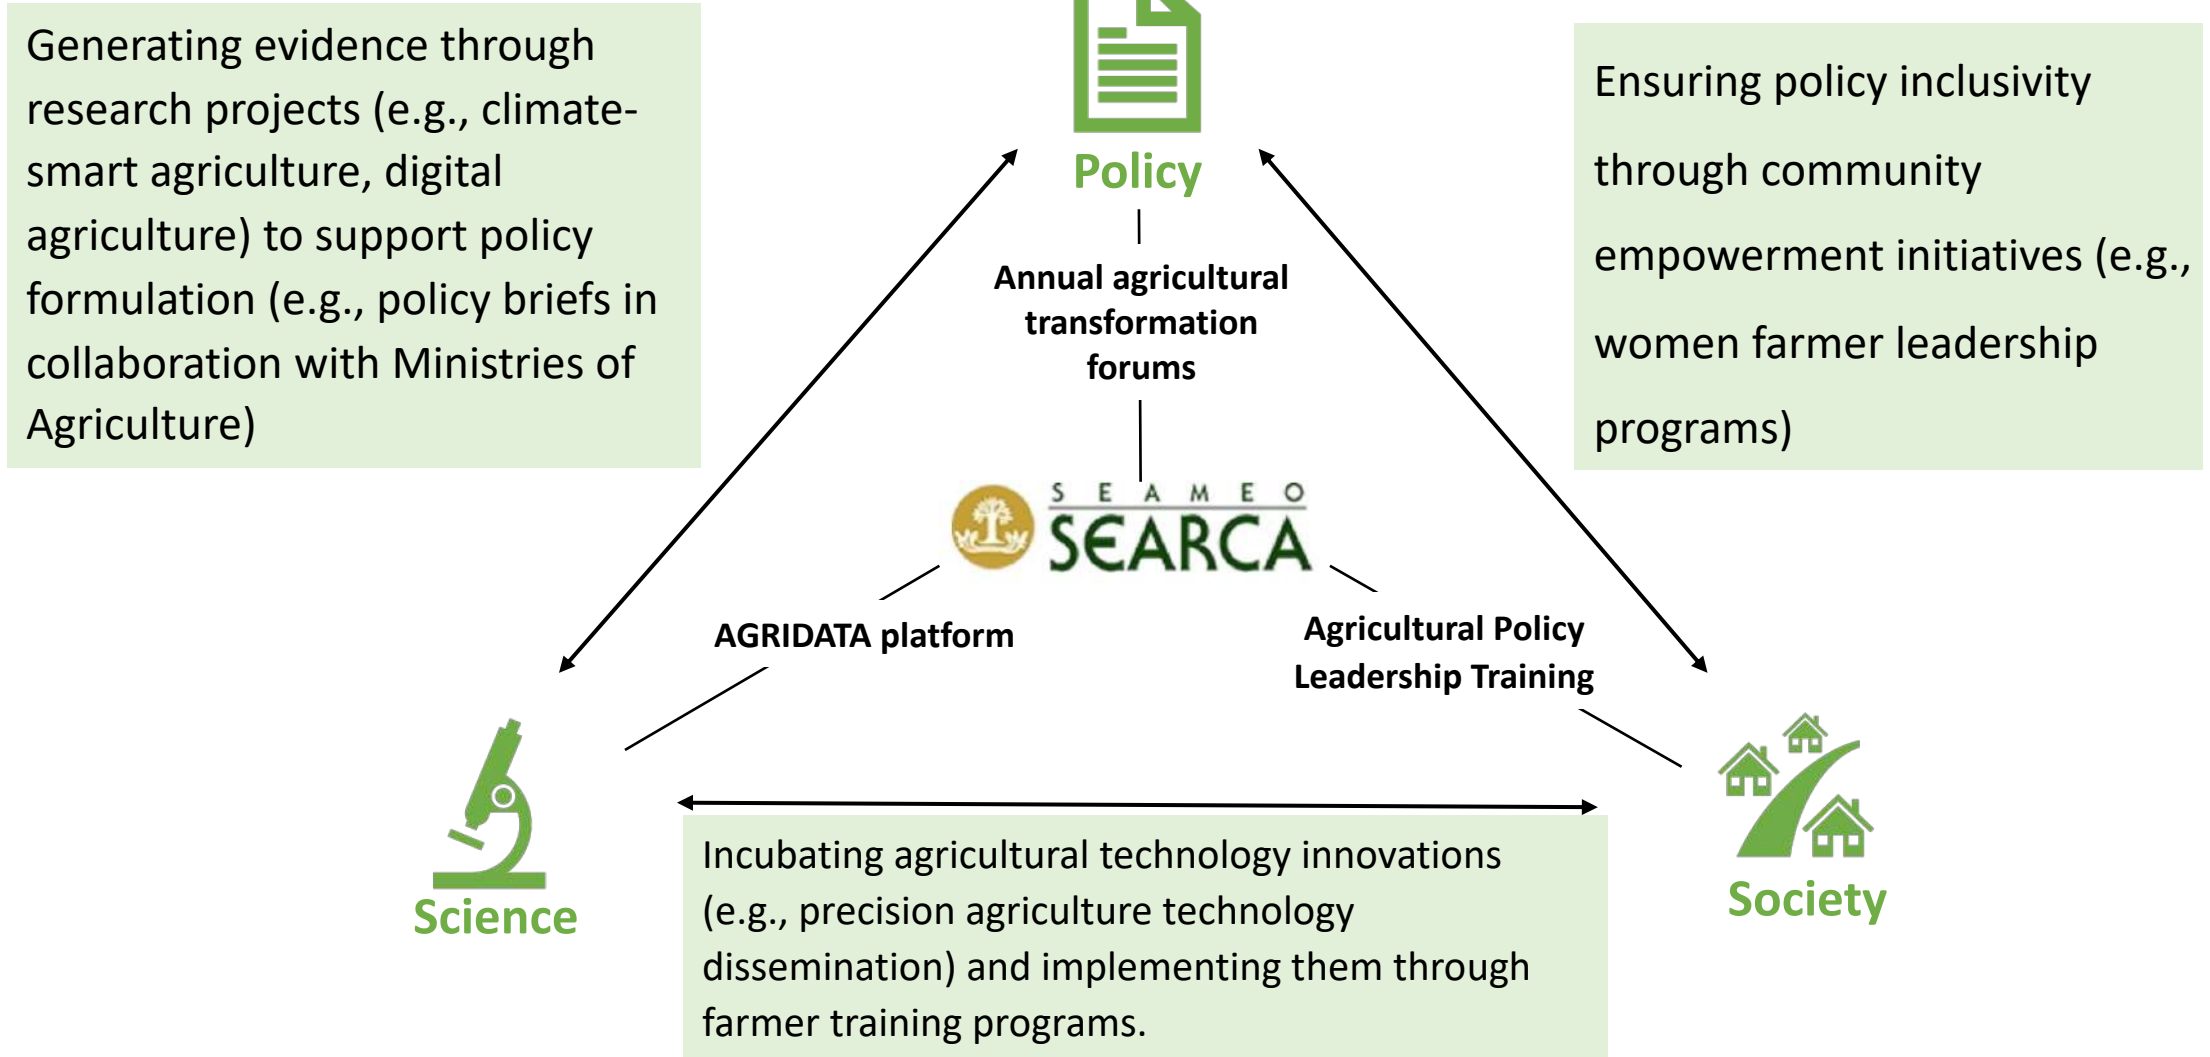 Generating evidence through
research projects (e.g., climate-
smart agriculture, digital
agriculture) to support policy
formulation (e.g., policy briefs in
collaboration with Ministries of
Agriculture)
Policy
Annual agricultural
transformation
forums
Ensuring policy inclusivity
through community
empowerment initiatives (e.g.,
women farmer leadership
programs)
SEAMEO
SEARCA
AGRIDATA platform
Agricultural Policy
Leadership Training
Science
Society
Incubating agricultural technology innovations
(e.g., precision agriculture technology
dissemination) and implementing them through
farmer training programs.